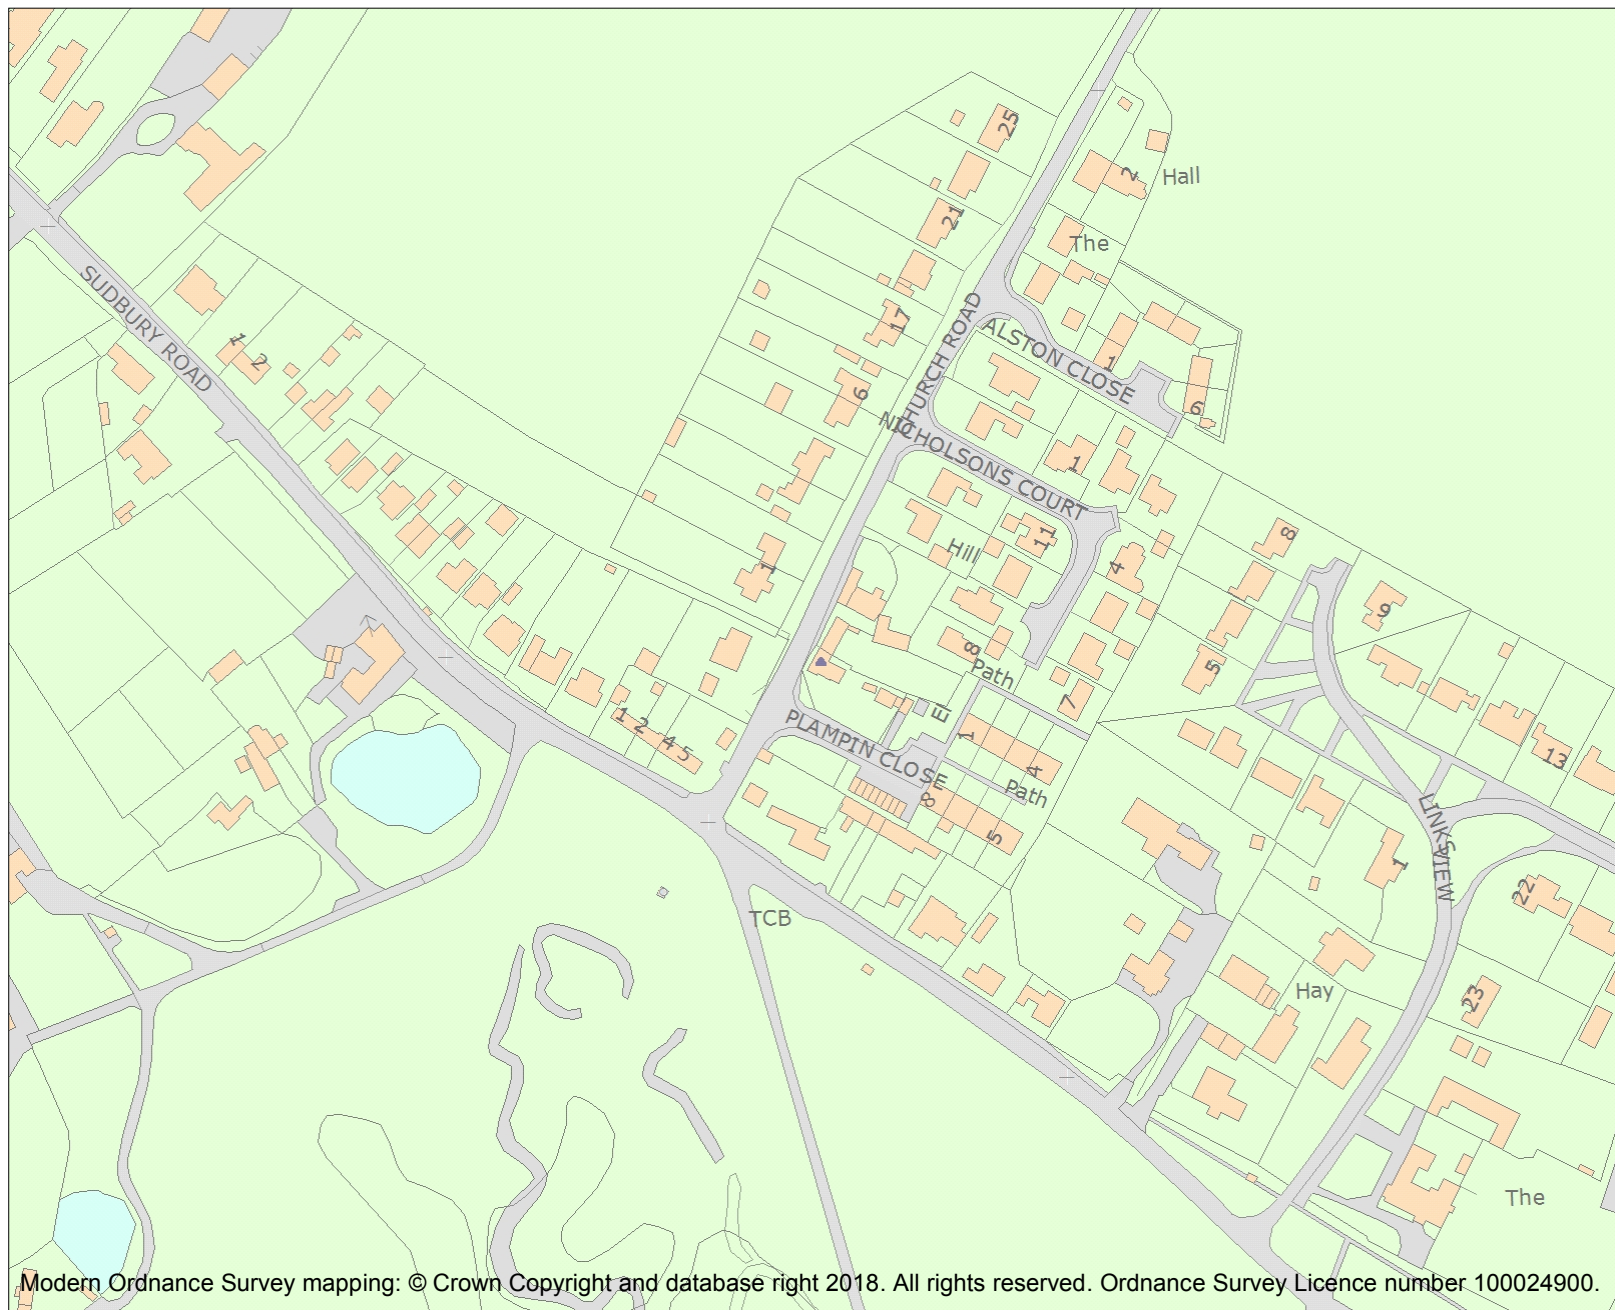 25
2
Hall
21
The
SUDBURY ROAD
1
2
17
CHURCH ROAD
ALSTON CLOSE
1
6
6
NICHOLSONS COURT
1
8
11
Hill
4
1
9
8
Path
5
7
El
1
PLAMPIN CLOSE
1 2 4 5
4
Path
13
8
5
LINKSVIEW
1
22
TCB
Hay
23
The
Modern Ordnance Survey mapping: © Crown Copyright and database right 2018. All rights reserved. Ordnance Survey Licence number 100024900.